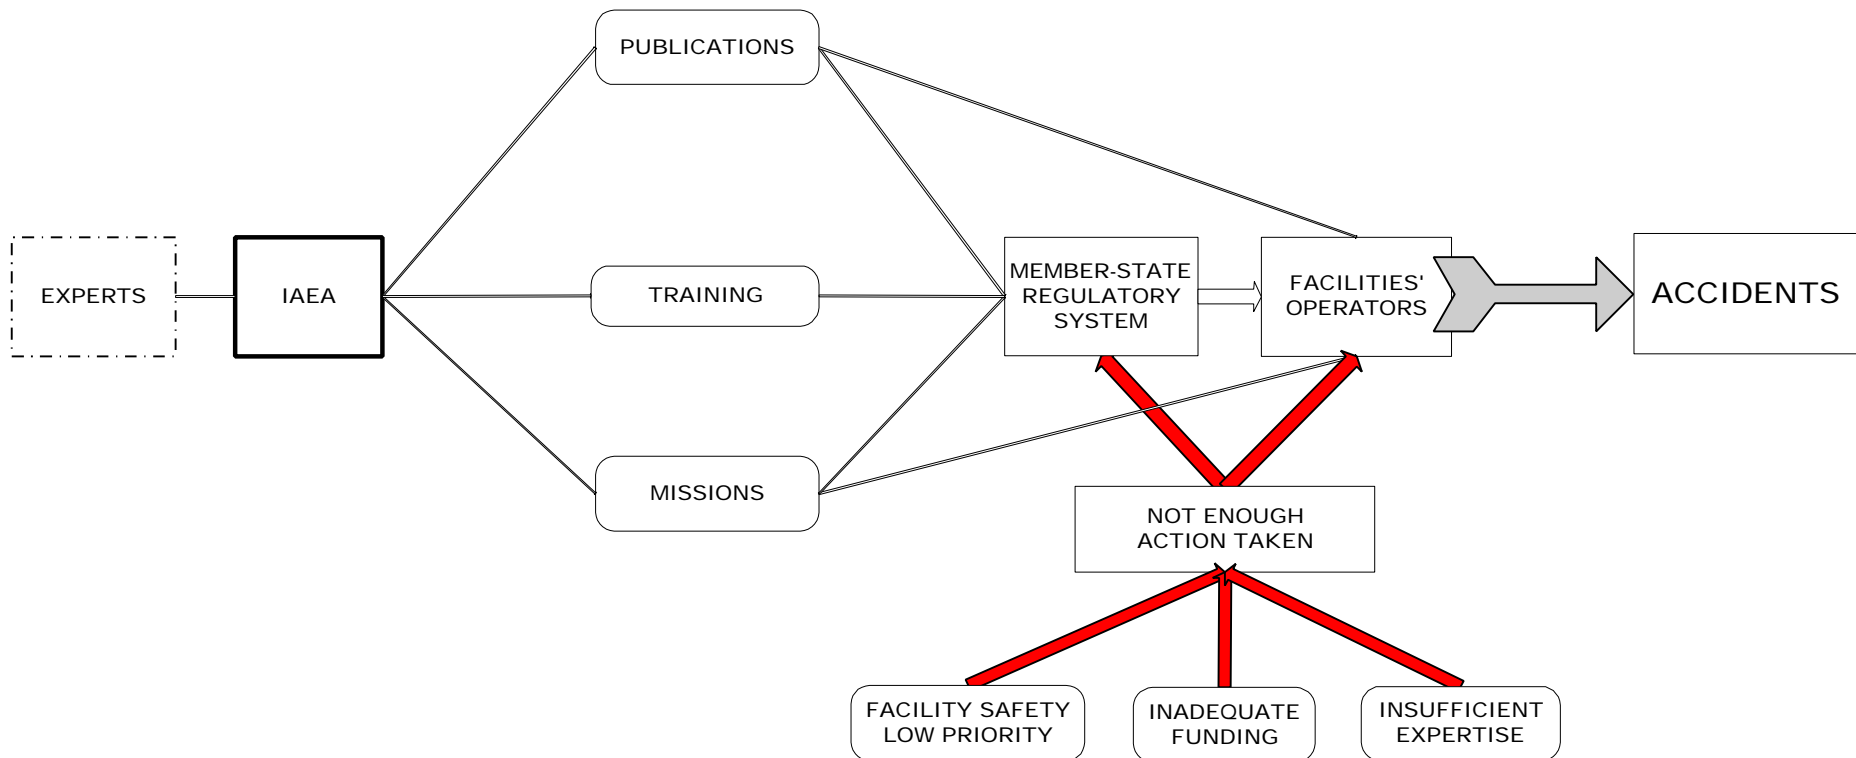 PUBLICATIONS
EXPERTS
IAEA
TRAINING
MEMBER-STATE
REGULATORY
SYSTEM
FACILITIES'
OPERATORS
ACCIDENTS
MISSIONS
NOT ENOUGH
ACTION TAKEN
FACILITY SAFETY
LOW PRIORITY
INADEQUATE
FUNDING
INSUFFICIENT
EXPERTISE